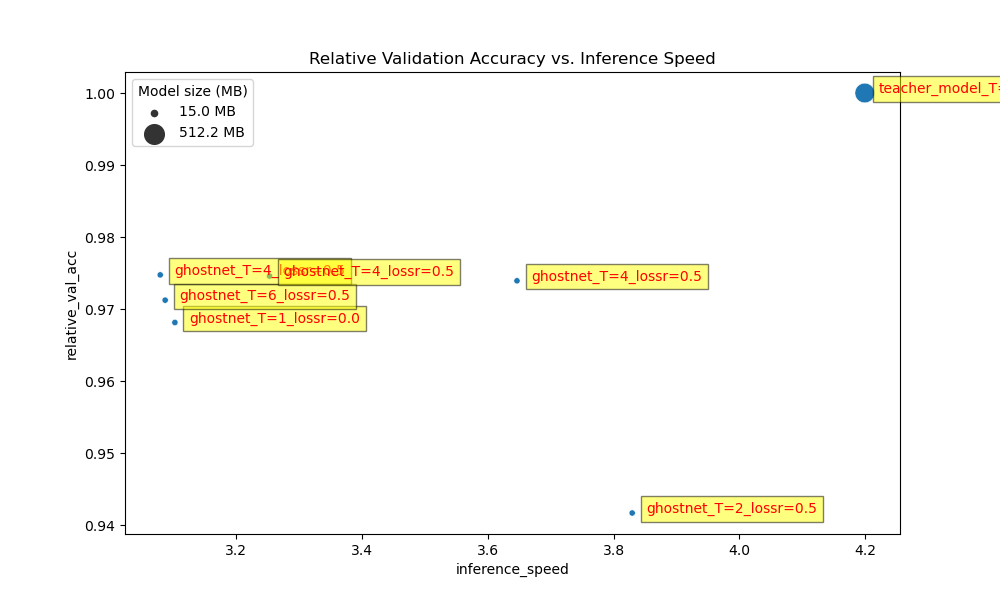 Relative Validation Accuracy vs. Inference Speed
Model size (MB)
15.0 MB
512.2 MB
teacher_model_T=
ghostnet_T=4_lossr=0.5
ghostnet_T=4_lossr=0.5
ghostnet_T=4_lossr=0.5
ghostnet_T=6_lossr=0.5
ghostnet_T=1_lossr=0.0
ghostnet_T=2_lossr=0.5
relative_val_acc
1.00
0.99
0.98
0.97
0.96
0.95
0.94
3.2 3.4 3.6 3.8 4.0 4.2
inference_speed